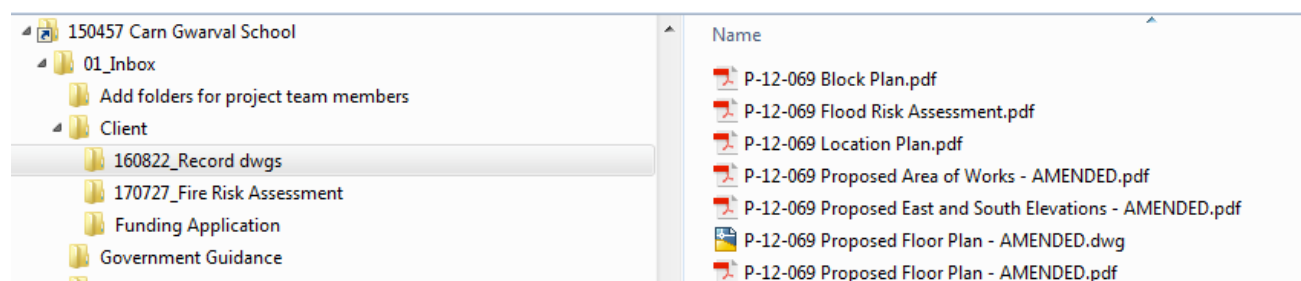 150457 Carn Gwarval School
01_Inbox
Add folders for project team members
Client
160822_Record dwgs
170727_Fire Risk Assessment
Funding Application
Government Guidance
Name
P-12-069 Block Plan.pdf
P-12-069 Flood Risk Assessment.pdf
P-12-069 Location Plan.pdf
P-12-069 Proposed Area of Works - AMENDED.pdf
P-12-069 Proposed East and South Elevations - AMENDED.pdf
P-12-069 Proposed Floor Plan - AMENDED.dwg
P-12-069 Proposed Floor Plan - AMENDED.pdf